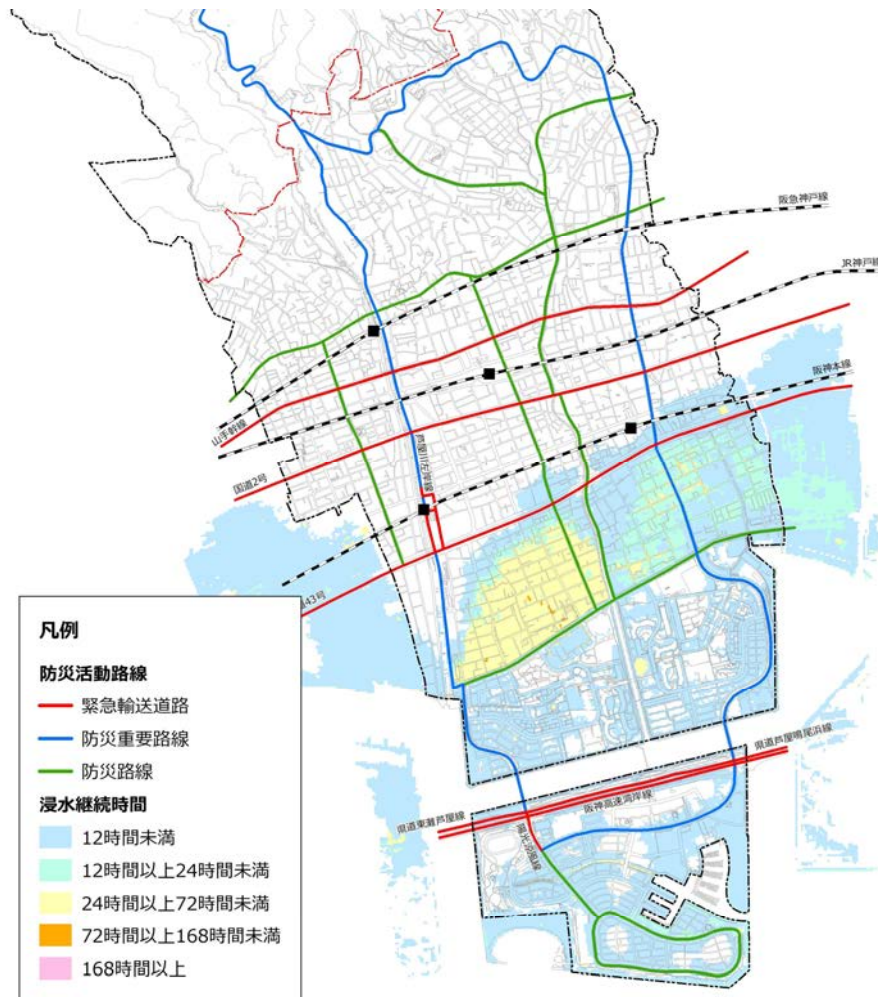 阪急神戸線
JR神戸線
阪神本線
山手幹線
国道2号
芦屋川左岸線
43号
県道芦屋鳴尾浜線
阪神高速湾岸線
県道東灘芦屋線
陽光涼風線
凡例
防災活動路線
緊急輸送道路
防災重要路線
防災路線
浸水継続時間
12時間未満
12時間以上24時間未満
24時間以上72時間未満
72時間以上168時間未満
168時間以上